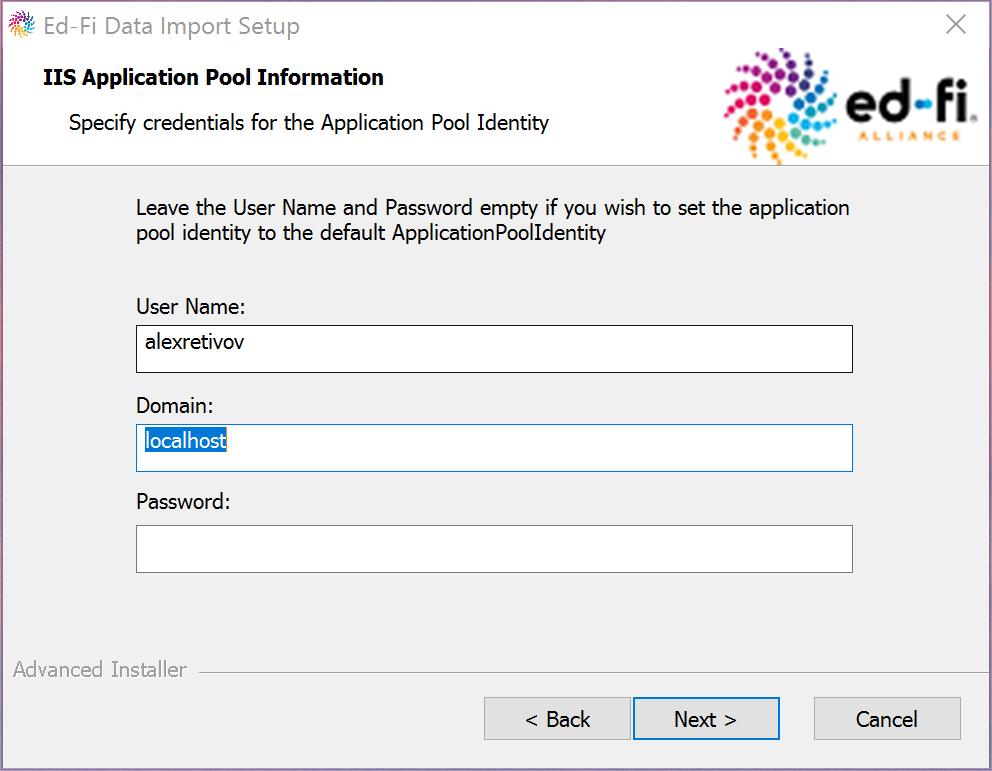 Ed-Fi Data Import Setup
IIS Application Pool Information
Specify credentials for the Application Pool Identity
ed-fi®
ALLIANCE
Leave the User Name and Password empty if you wish to set the application
pool identity to the default ApplicationPoolIdentity
User Name:
alexretivov
Domain:
localhost
Password:
Advanced Installer
< Back
Next >
Cancel